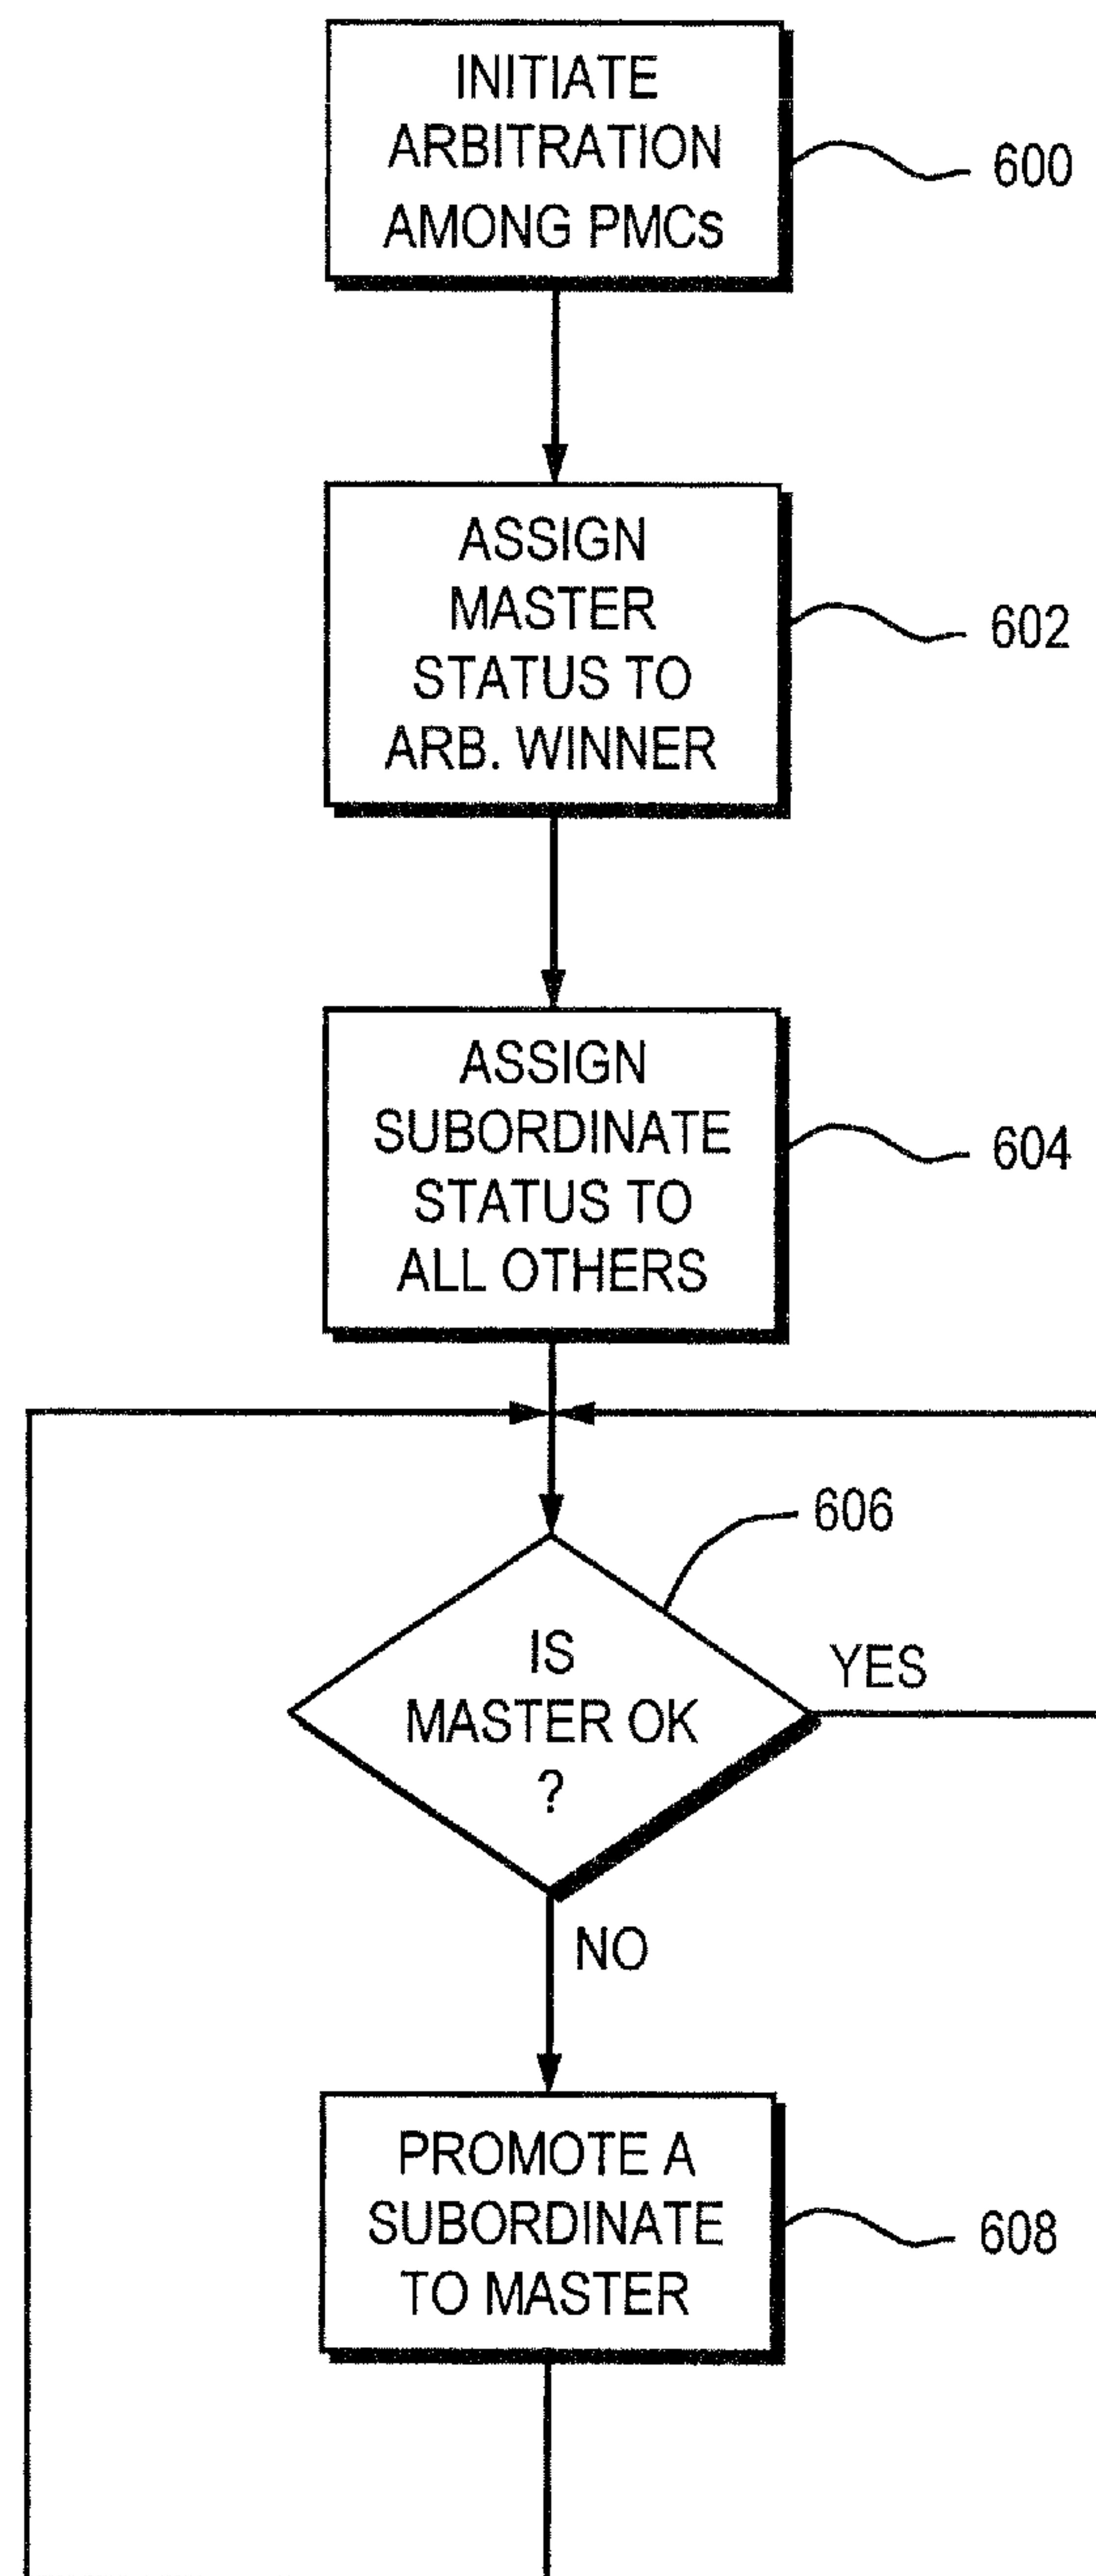 INITIATE
ARBITRATION
AMONG PMCs
600
ASSIGN
MASTER
STATUS TO
ARB. WINNER
602
ASSIGN
SUBORDINATE
STATUS TO
ALL OTHERS
604
606
IS
MASTER OK
?
YES
NO
PROMOTE A
SUBORDINATE
TO MASTER
608